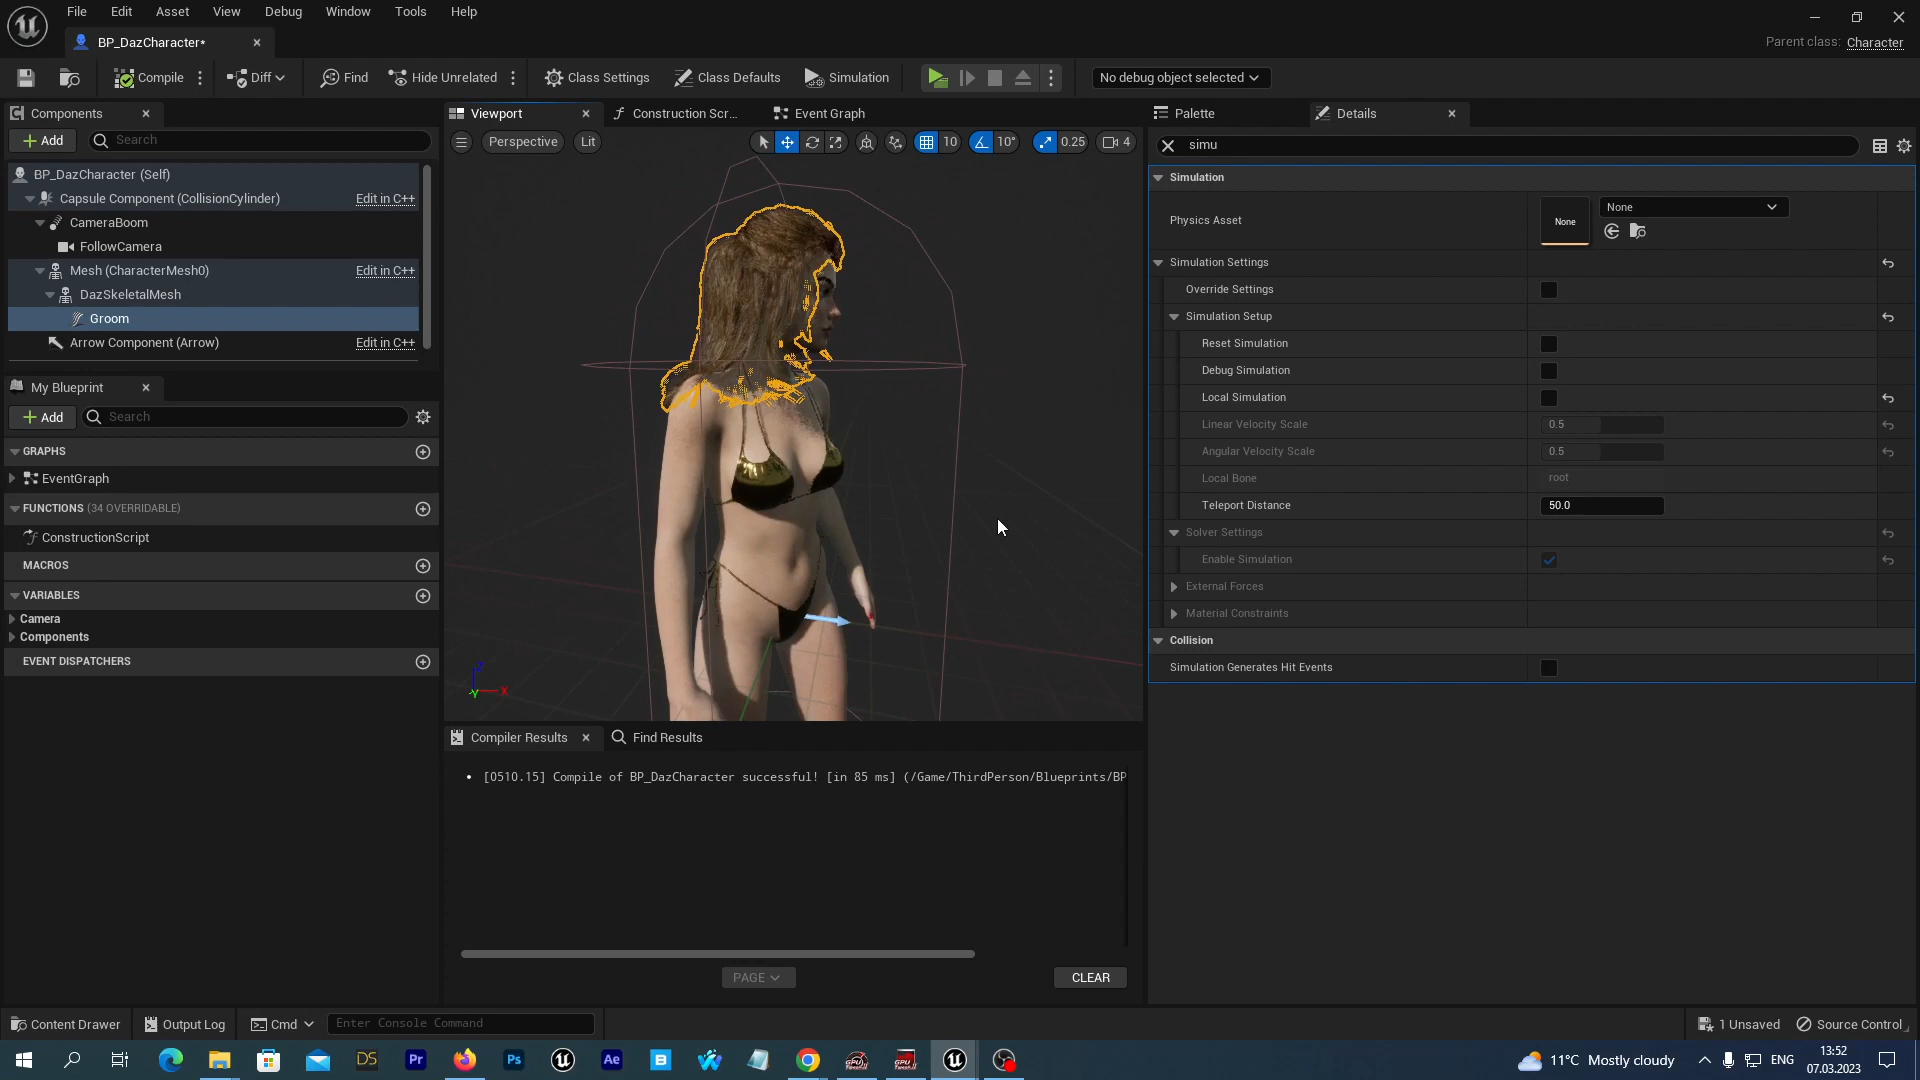 File Edit Asset View Debug Window Tools Help
BP_DazCharacter*
Parent class: Character
Compile Diff Find Hide Unrelated Class Settings Class Defaults Simulation No debug object selected
Components
Add Search
BP_DazCharacter (Self)
Capsule Component (CollisionCylinder) Edit in C++
CameraBoom
FollowCamera
Mesh (CharacterMesh0) Edit in C++
DazSkeletalMesh
Groom
Arrow Component (Arrow) Edit in C++
My Blueprint
Add Search
GRAPHS
EventGraph
FUNCTIONS (34 OVERRIDABLE)
ConstructionScript
MACROS
VARIABLES
Camera
Components
EVENT DISPATCHERS
Viewport Construction Scr... Event Graph
Perspective Lit 10 10° 0.25 4
Z
X
Y
Compiler Results Find Results
• [0510.15] Compile of BP_DazCharacter successful! [in 85 ms] (/Game/ThirdPerson/Blueprints/BP
PAGE CLEAR
Palette Details
simu
Simulation
Physics Asset None None
Simulation Settings
Override Settings
Simulation Setup
Reset Simulation
Debug Simulation
Local Simulation
Linear Velocity Scale 0.5
Angular Velocity Scale 0.5
Local Bone root
Teleport Distance 50.0
Solver Settings
Enable Simulation
External Forces
Material Constraints
Collision
Simulation Generates Hit Events
Content Drawer Output Log Cmd Enter Console Command 1 Unsaved Source Control
DS Pr Ps Ae B 11°C Mostly cloudy ENG 13:52
07.03.2023